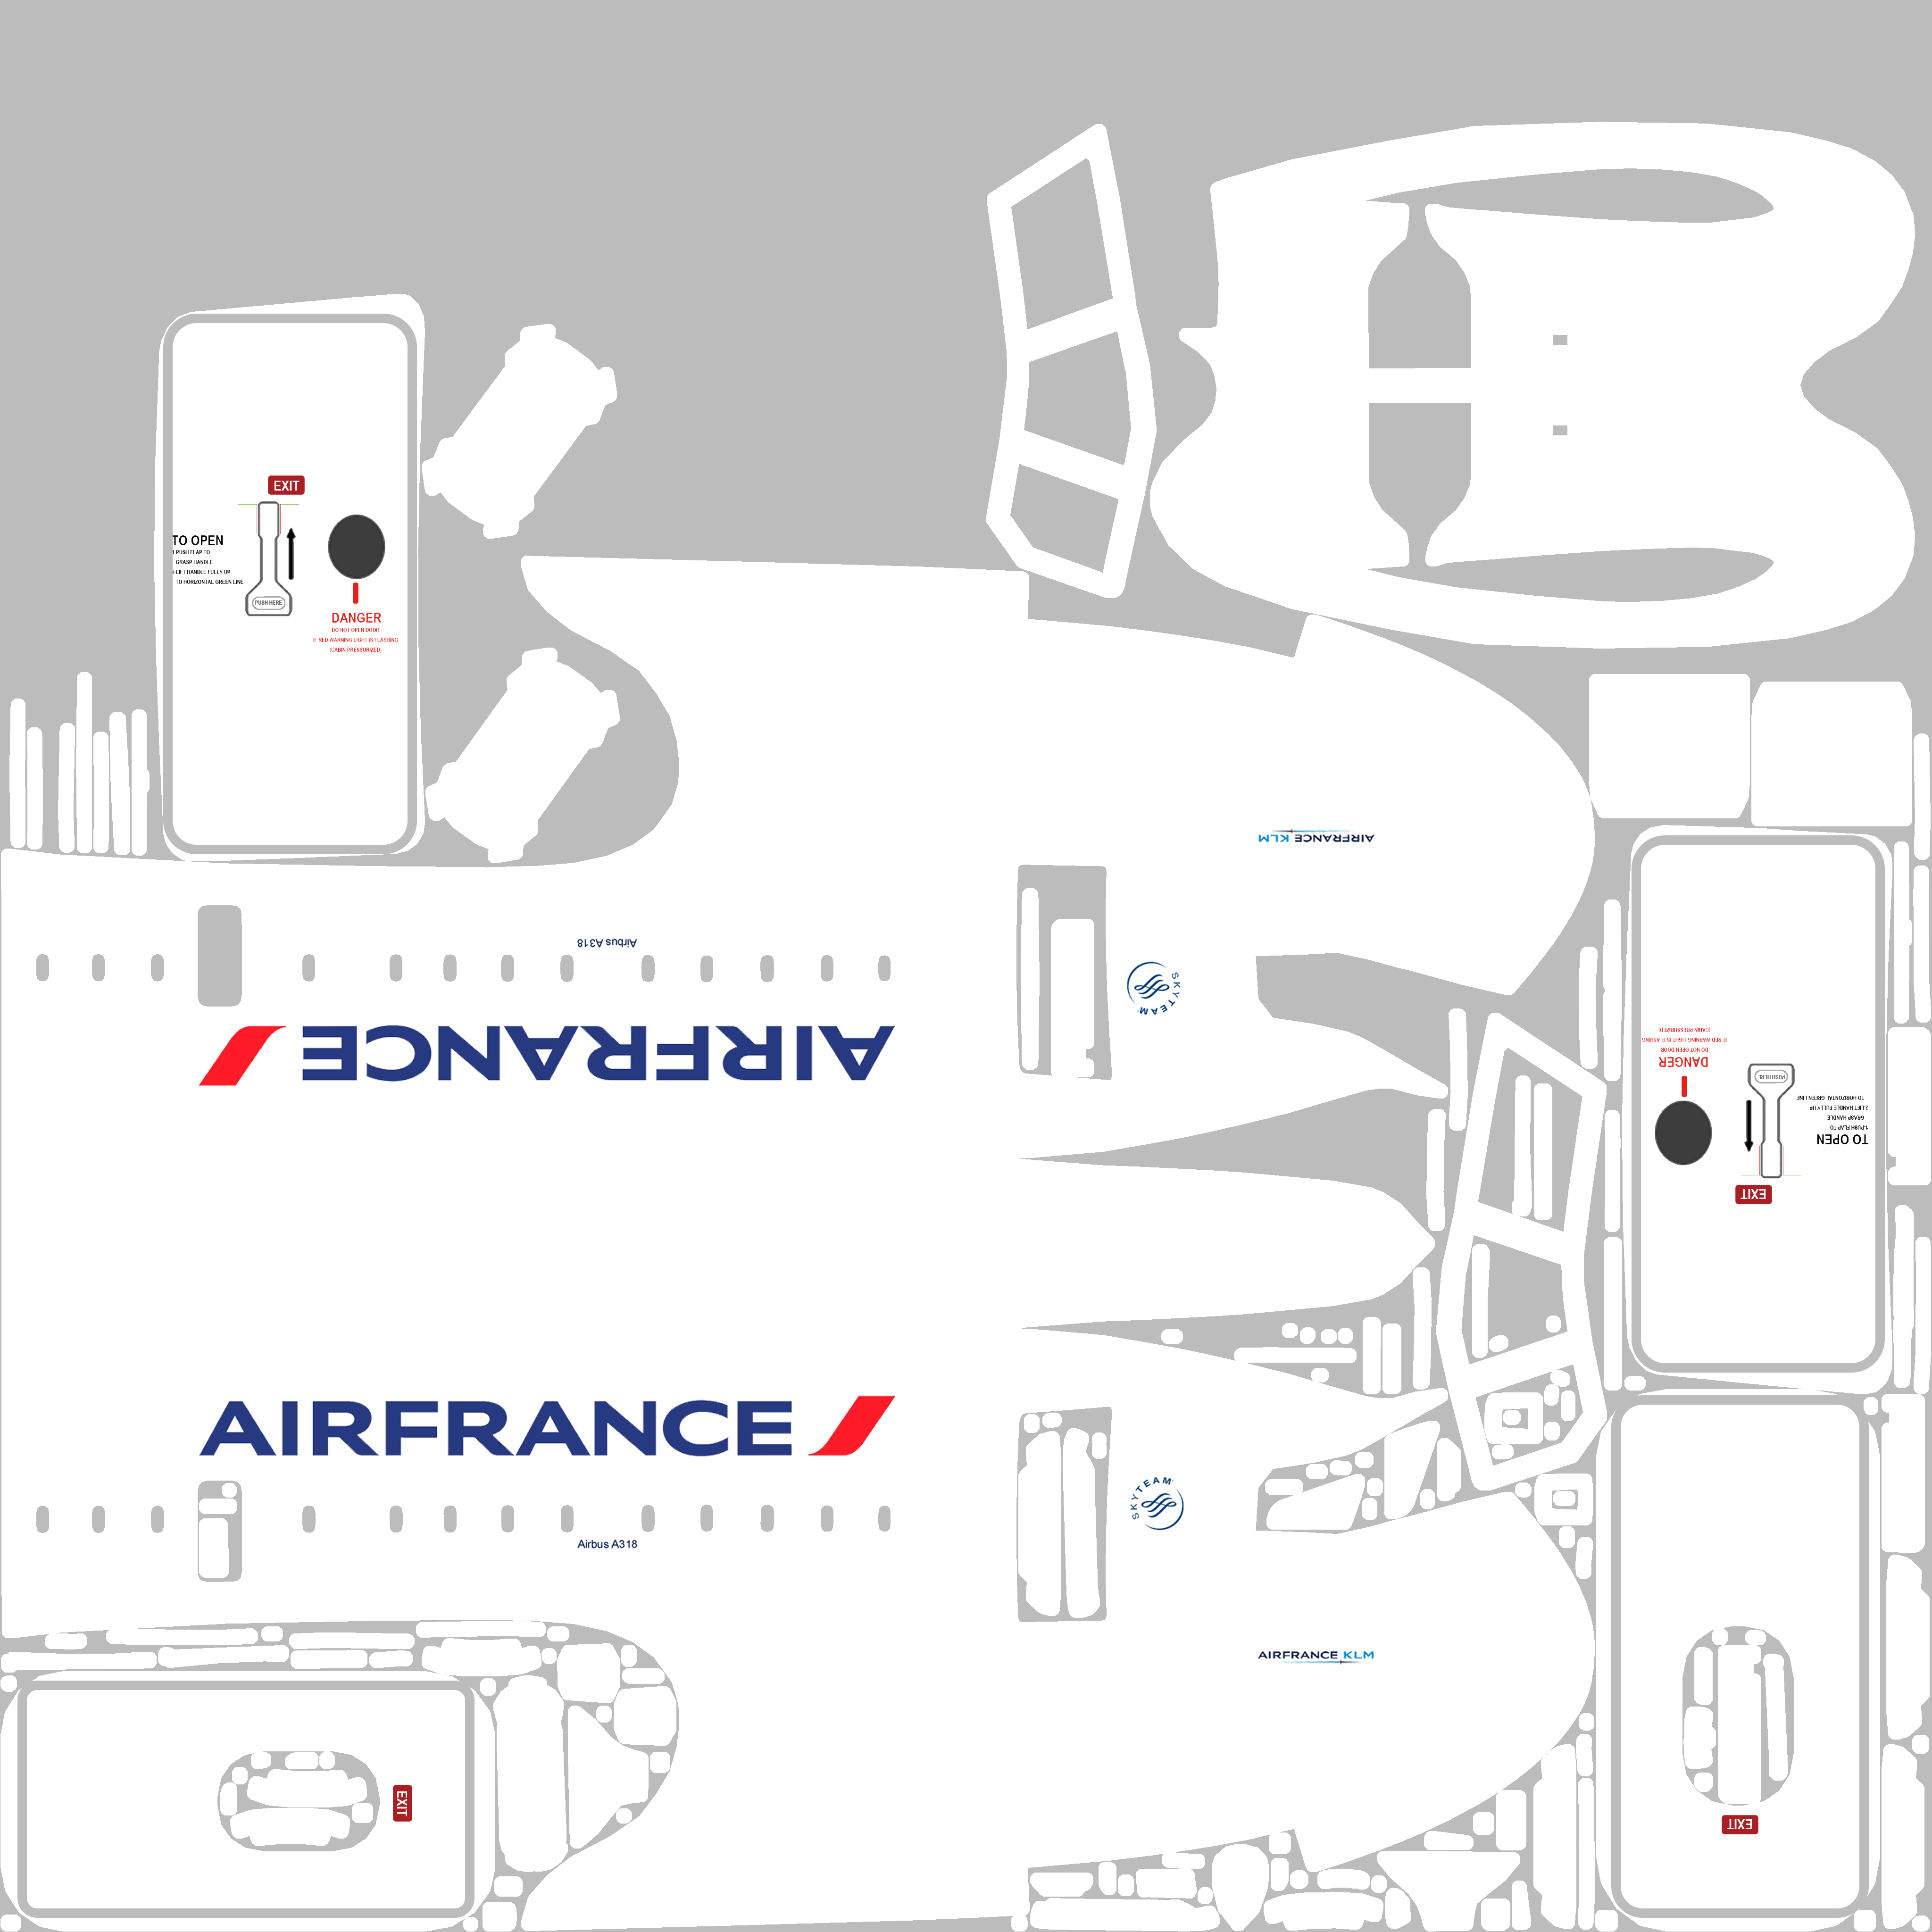 EXIT
TO OPEN
1-PUSH FLAP TO
GRASP HANDLE
2-LIFT HANDLE FULLY UP
TO HORIZONTAL GREEN LINE
PUSH HERE
DANGER
DO NOT OPEN DOOR
IF RED WARNING LIGHT IS FLASHING
(CABIN PRESSURIZED)
AIRFRANCE KLM
Airbus A318
SKYTEAM
AIRFRANCE
(CABIN PRESSURIZED)
IF RED WARNING LIGHT IS FLASHING
DO NOT OPEN DOOR
DANGER
PUSH HERE
TO HORIZONTAL GREEN LINE
2.LIFT HANDLE FULLY UP
GRASP HANDLE
1-PUSH FLAP TO
TO OPEN
EXIT
AIRFRANCE
SKYTEAM
Airbus A318
AIRFRANCE KLM
EXIT
EXIT